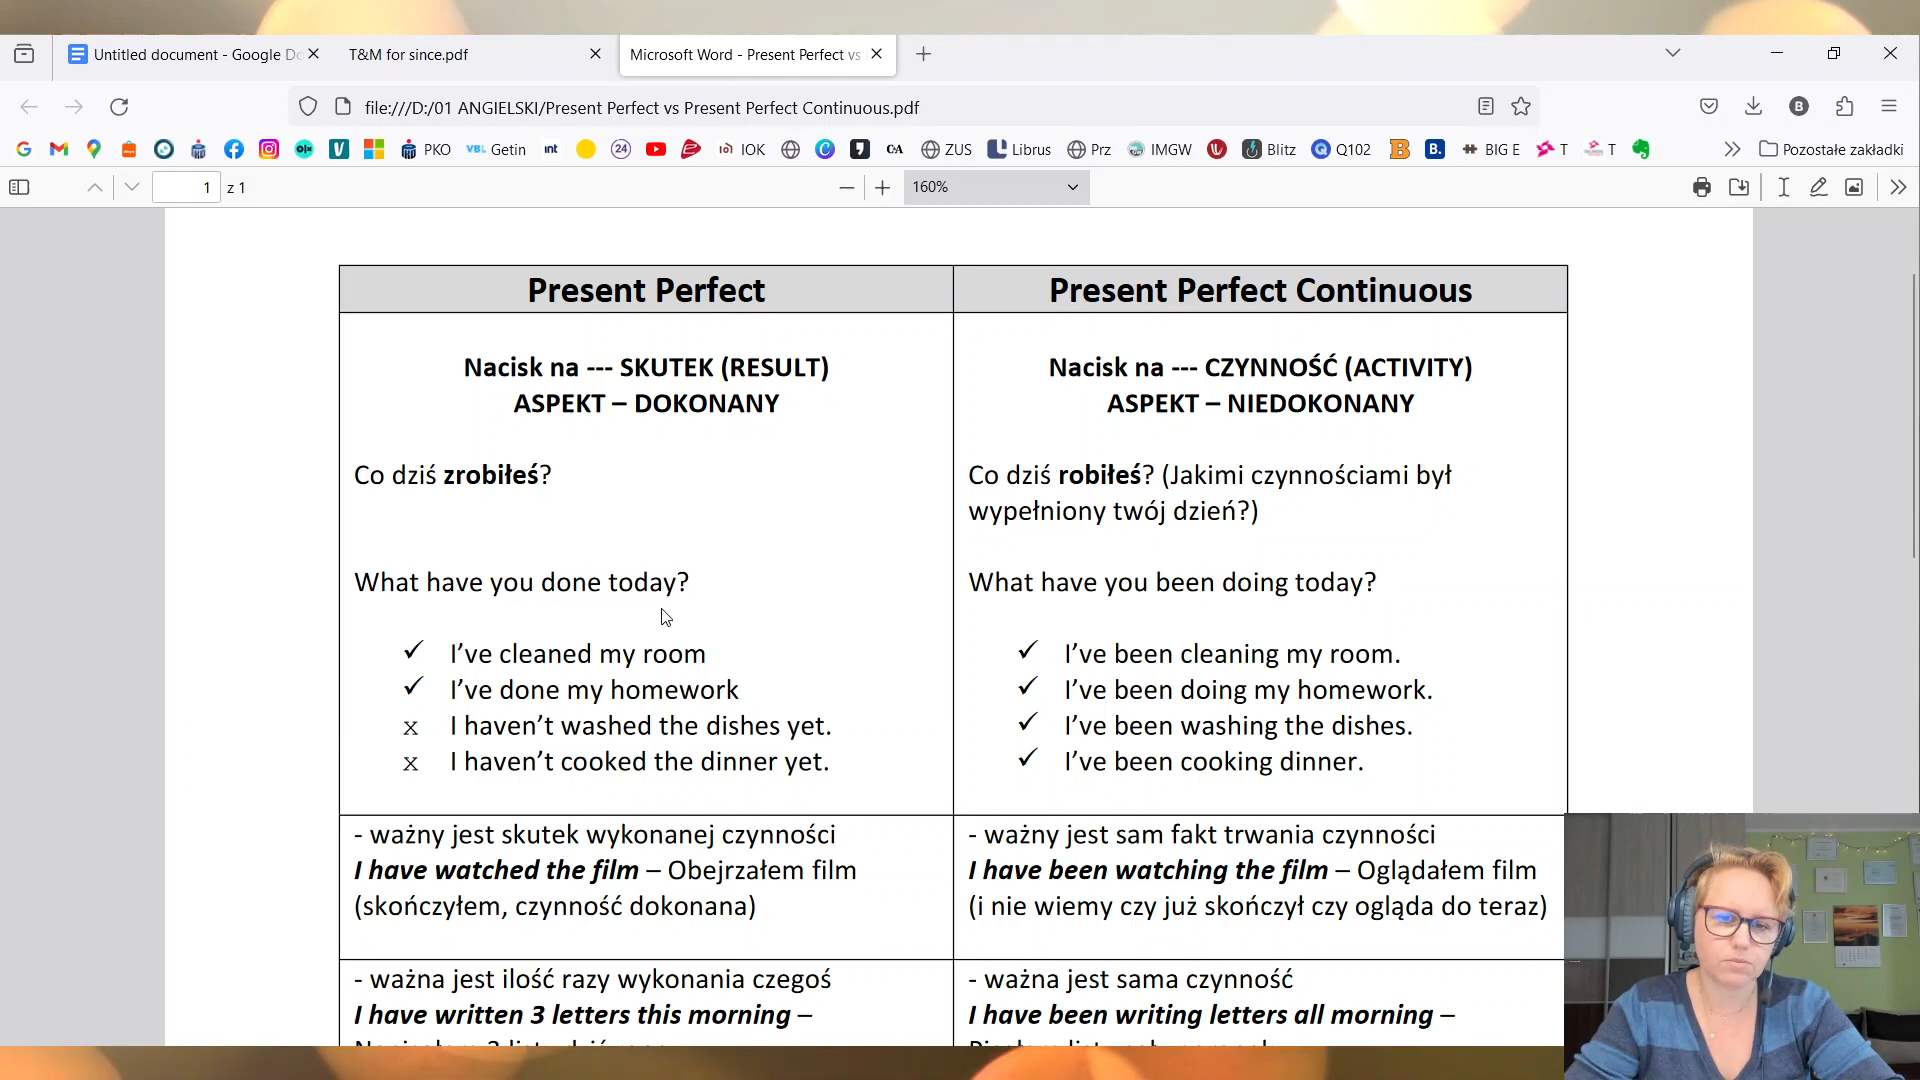 Untitled document - Google Do
T&M for since.pdf
Microsoft Word - Present Perfect vs
file:///D:/01 ANGIELSKI/Present Perfect vs Present Perfect Continuous.pdf
PKO
VBL Getin
int
24
IOK
CA
ZUS
Librus
Prz
IMGW
Blitz
Q102
B.
BIG E
T
T
Pozostałe zakładki
1 z 1
160%
Present Perfect
Present Perfect Continuous
Nacisk na --- SKUTEK (RESULT)
ASPEKT – DOKONANY
Co dziś zrobiłeś?
What have you done today?
✓ I’ve cleaned my room
✓ I’ve done my homework
x I haven’t washed the dishes yet.
x I haven’t cooked the dinner yet.
Nacisk na --- CZYNNOŚĆ (ACTIVITY)
ASPEKT – NIEDOKONANY
Co dziś robiłeś? (Jakimi czynnościami był
wypełniony twój dzień?)
What have you been doing today?
✓ I’ve been cleaning my room.
✓ I’ve been doing my homework.
✓ I’ve been washing the dishes.
✓ I’ve been cooking dinner.
- ważny jest skutek wykonanej czynności
I have watched the film – Obejrzałem film
(skończyłem, czynność dokonana)
- ważny jest sam fakt trwania czynności
I have been watching the film – Oglądałem film
(i nie wiemy czy już skończył czy ogląda do teraz)
- ważna jest ilość razy wykonania czegoś
I have written 3 letters this morning –
- ważna jest sama czynność
I have been writing letters all morning –